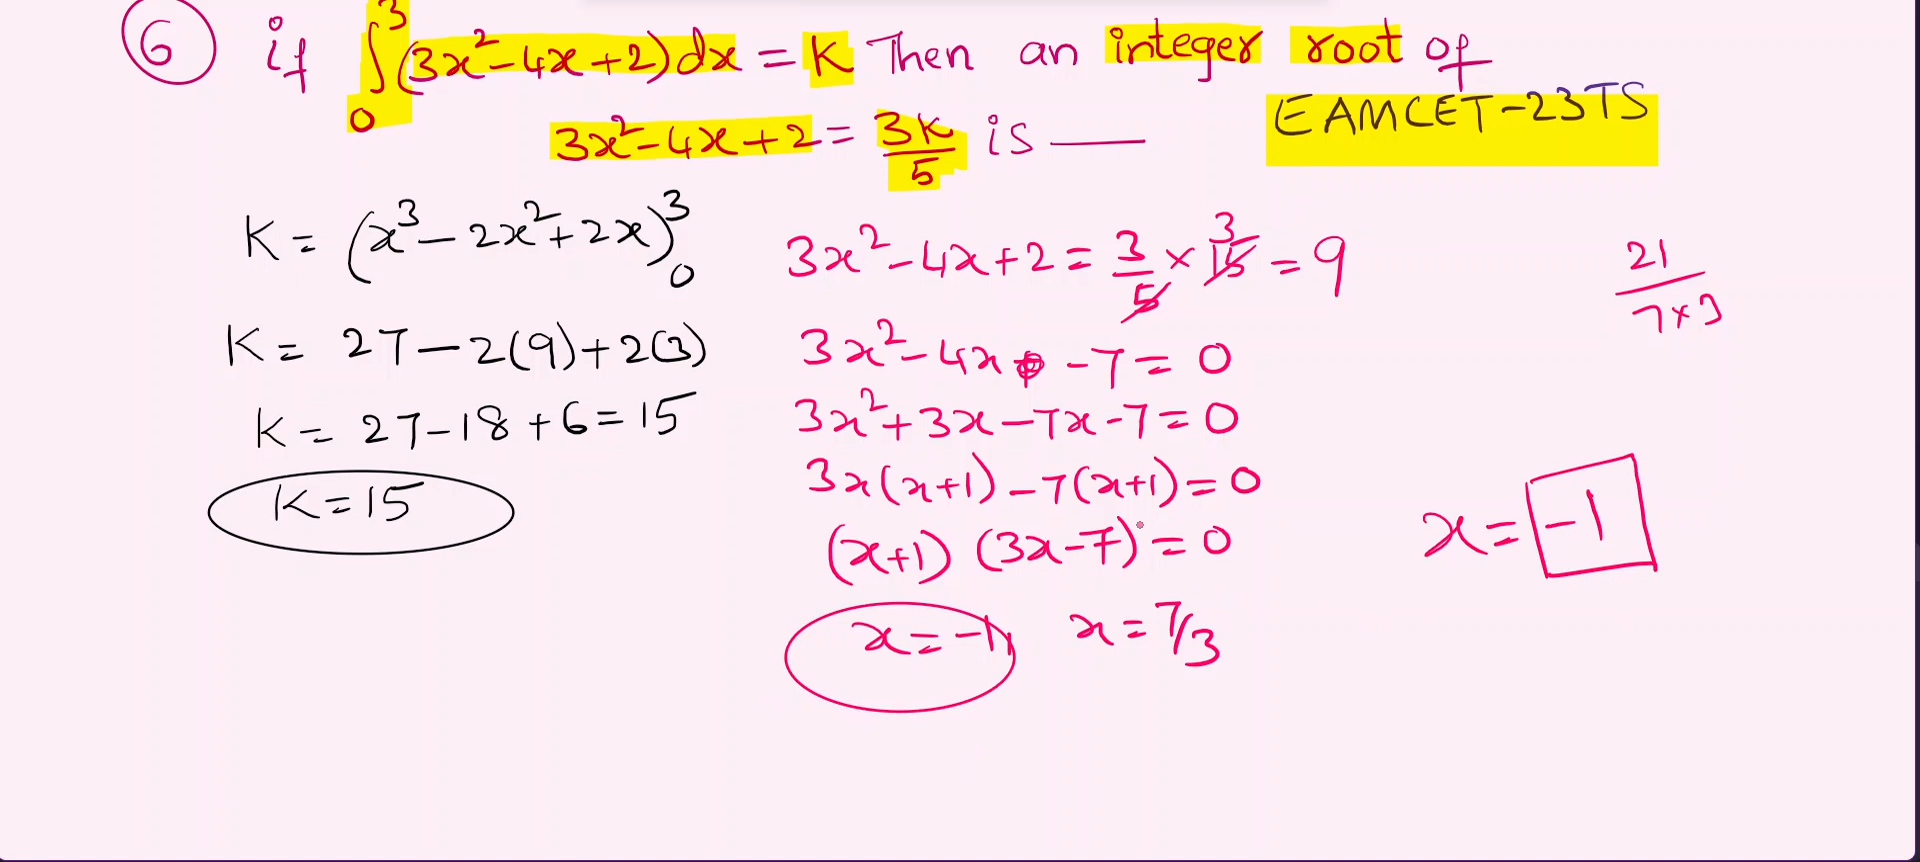 6 if ∫₀³ (3x²-4x+2)dx = K Then an integer root of
3x²-4x+2 = 3K/5 is ___
EAMCET-23TS
K = (x³-2x²+2x)₀³
K = 27-2(9)+2(3)
K = 27-18+6=15
K=15
3x²-4x+2 = 3/5 × 15 3 = 9
3x²-4x -7 = 0
3x²+3x-7x-7=0
3x(x+1)-7(x+1)=0
(x+1) (3x-7) = 0
x=-1 x=7/3
21
7×3
x= -1